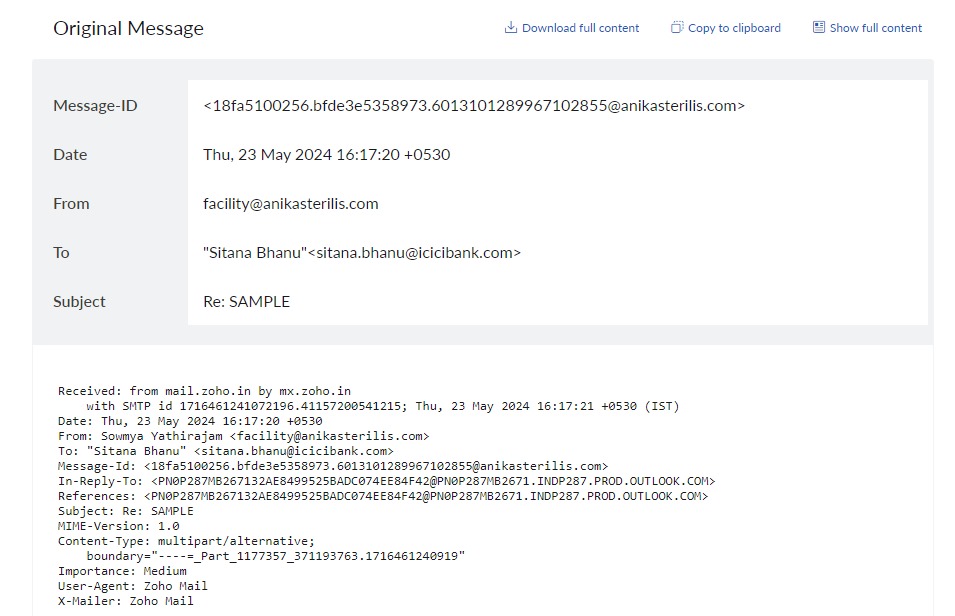 Original Message
Download full content
Copy to clipboard
Show full content
Message-ID
<18fa5100256.bfde3e5358973.6013101289967102855@anikasterilis.com>
Date
Thu, 23 May 2024 16:17:20 +0530
From
facility@anikasterilis.com
To
"Sitana Bhanu"<sitana.bhanu@icicibank.com>
Subject
Re: SAMPLE
Received: from mail.zoho.in by mx.zoho.in
with SMTP id 1716461241072196.41157200541215; Thu, 23 May 2024 16:17:21 +0530 (IST)
Date: Thu, 23 May 2024 16:17:20 +0530
From: Sowmya Yathirajam <facility@anikasterilis.com>
To: "Sitana Bhanu" <sitana.bhanu@icicibank.com>
Message-Id: <18fa5100256.bfde3e5358973.6013101289967102855@anikasterilis.com>
In-Reply-To: <PN0P287MB267132AE8499525BADC074EE84F42@PN0P287MB2671.INDP287.PROD.OUTLOOK.COM>
References: <PN0P287MB267132AE8499525BADC074EE84F42@PN0P287MB2671.INDP287.PROD.OUTLOOK.COM>
Subject: Re: SAMPLE
MIME-Version: 1.0
Content-Type: multipart/alternative;
boundary="----=_Part_1177357_371193763.1716461240919"
Importance: Medium
User-Agent: Zoho Mail
X-Mailer: Zoho Mail